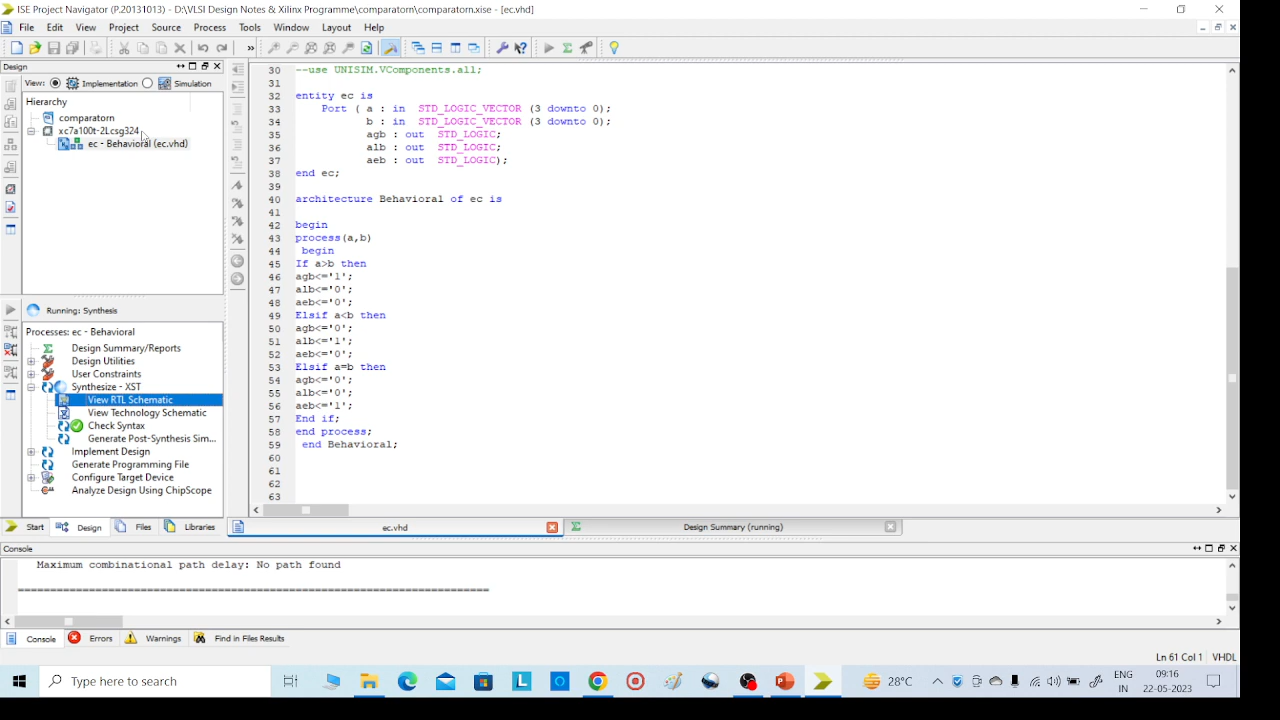 ISE Project Navigator (P.20131013) - D:\VLSI Design Notes & Xilinx Programme\comparatorn\comparatorn.xise - [ec.vhd]
File Edit View Project Source Process Tools Window Layout Help
Design
View: Implementation Simulation
Hierarchy
comparatorn
xc7a100t-2Lcsg324
ec - Behavioral (ec.vhd)
Running: Synthesis
Processes: ec - Behavioral
Design Summary/Reports
Design Utilities
User Constraints
Synthesize - XST
View RTL Schematic
View Technology Schematic
Check Syntax
Generate Post-Synthesis Sim...
Implement Design
Generate Programming File
Configure Target Device
Analyze Design Using ChipScope
Start Design Files Libraries
30 --use UNISIM.VComponents.all;
31
32 entity ec is
33 Port ( a : in STD_LOGIC_VECTOR (3 downto 0);
34 b : in STD_LOGIC_VECTOR (3 downto 0);
35 agb : out STD_LOGIC;
36 alb : out STD_LOGIC;
37 aeb : out STD_LOGIC);
38 end ec;
39
40 architecture Behavioral of ec is
41
42 begin
43 process(a,b)
44 begin
45 If a>b then
46 agb<='1';
47 alb<='0';
48 aeb<='0';
49 Elsif a<b then
50 agb<='0';
51 alb<='1';
52 aeb<='0';
53 Elsif a=b then
54 agb<='0';
55 alb<='0';
56 aeb<='1';
57 End if;
58 end process;
59 end Behavioral;
60
61
62
63
ec.vhd Design Summary (running)
Console
Maximum combinational path delay: No path found
=========================================================================
Console Errors Warnings Find in Files Results
Ln 61 Col 1 VHDL
Type here to search
28°C
ENG
IN
09:16
22-05-2023